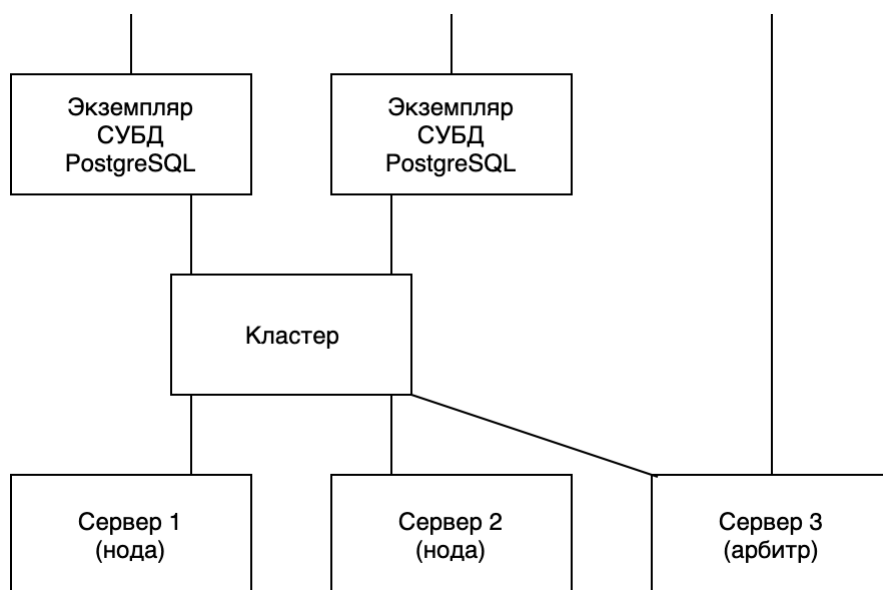 Экземпляр
СУБД
PostgreSQL
Экземпляр
СУБД
PostgreSQL
Кластер
Сервер 1
(нода)
Сервер 2
(нода)
Сервер 3
(арбитр)